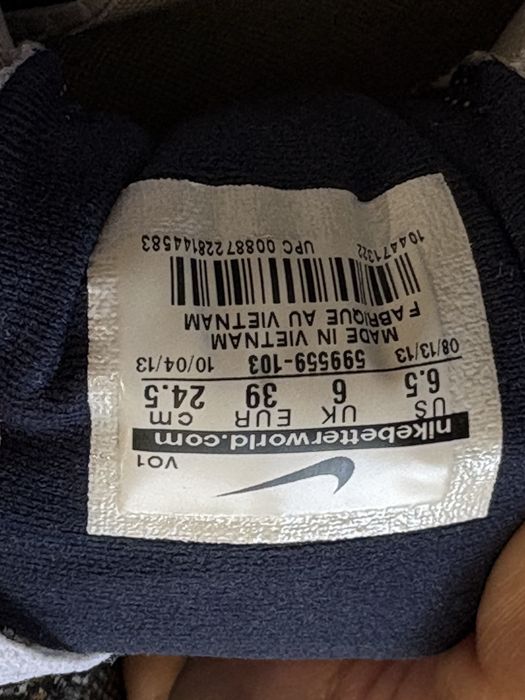 VO1
nikebetterworld.com
US UK EUR cm
6.5 6 39 24.5
08/13/13 599559-103 10/04/13
MADE IN VIETNAM
FABRIQUE AU VIETNAM
104471322 UPC 00887228144583